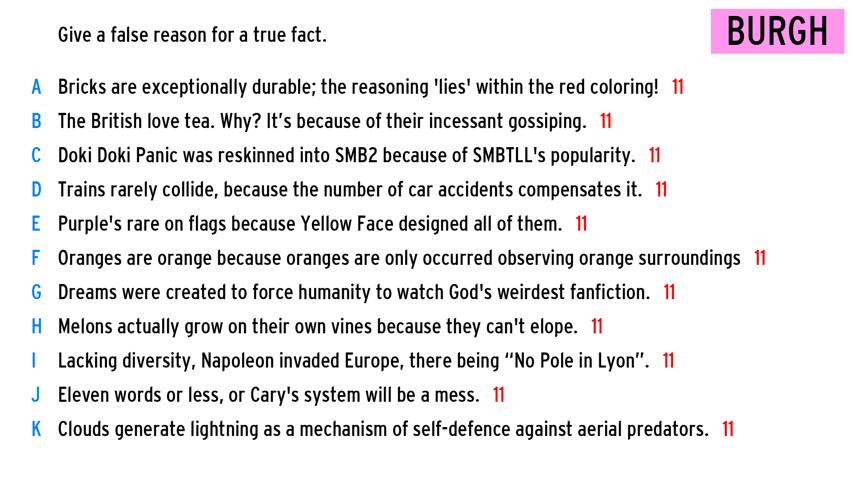 Give a false reason for a true fact.
BURGH
A Bricks are exceptionally durable; the reasoning 'lies' within the red coloring! 11
B The British love tea. Why? It's because of their incessant gossiping. 11
C Doki Doki Panic was reskinned into SMB2 because of SMBTLL's popularity. 11
D Trains rarely collide, because the number of car accidents compensates it. 11
E Purple's rare on flags because Yellow Face designed all of them. 11
F Oranges are orange because oranges are only occurred observing orange surroundings 11
G Dreams were created to force humanity to watch God's weirdest fanfiction. 11
H Melons actually grow on their own vines because they can't elope. 11
I Lacking diversity, Napoleon invaded Europe, there being “No Pole in Lyon”. 11
J Eleven words or less, or Cary's system will be a mess. 11
K Clouds generate lightning as a mechanism of self-defence against aerial predators. 11